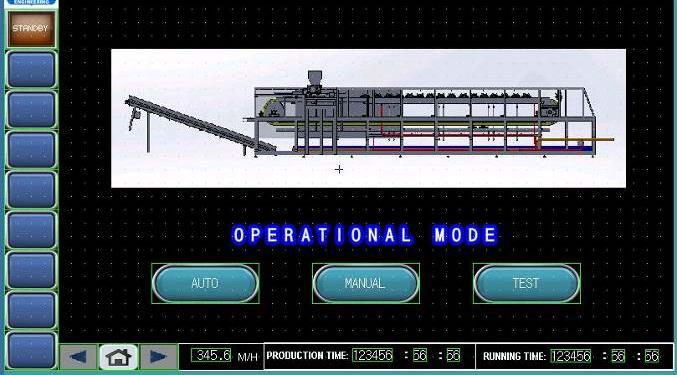 ENGINEERING
STANDBY
OPERATIONAL MODE
AUTO
MANUAL
TEST
345.6 M/H
PRODUCTION TIME: 123456 : 56 : 56
RUNNING TIME: 123456 : 56 : 56